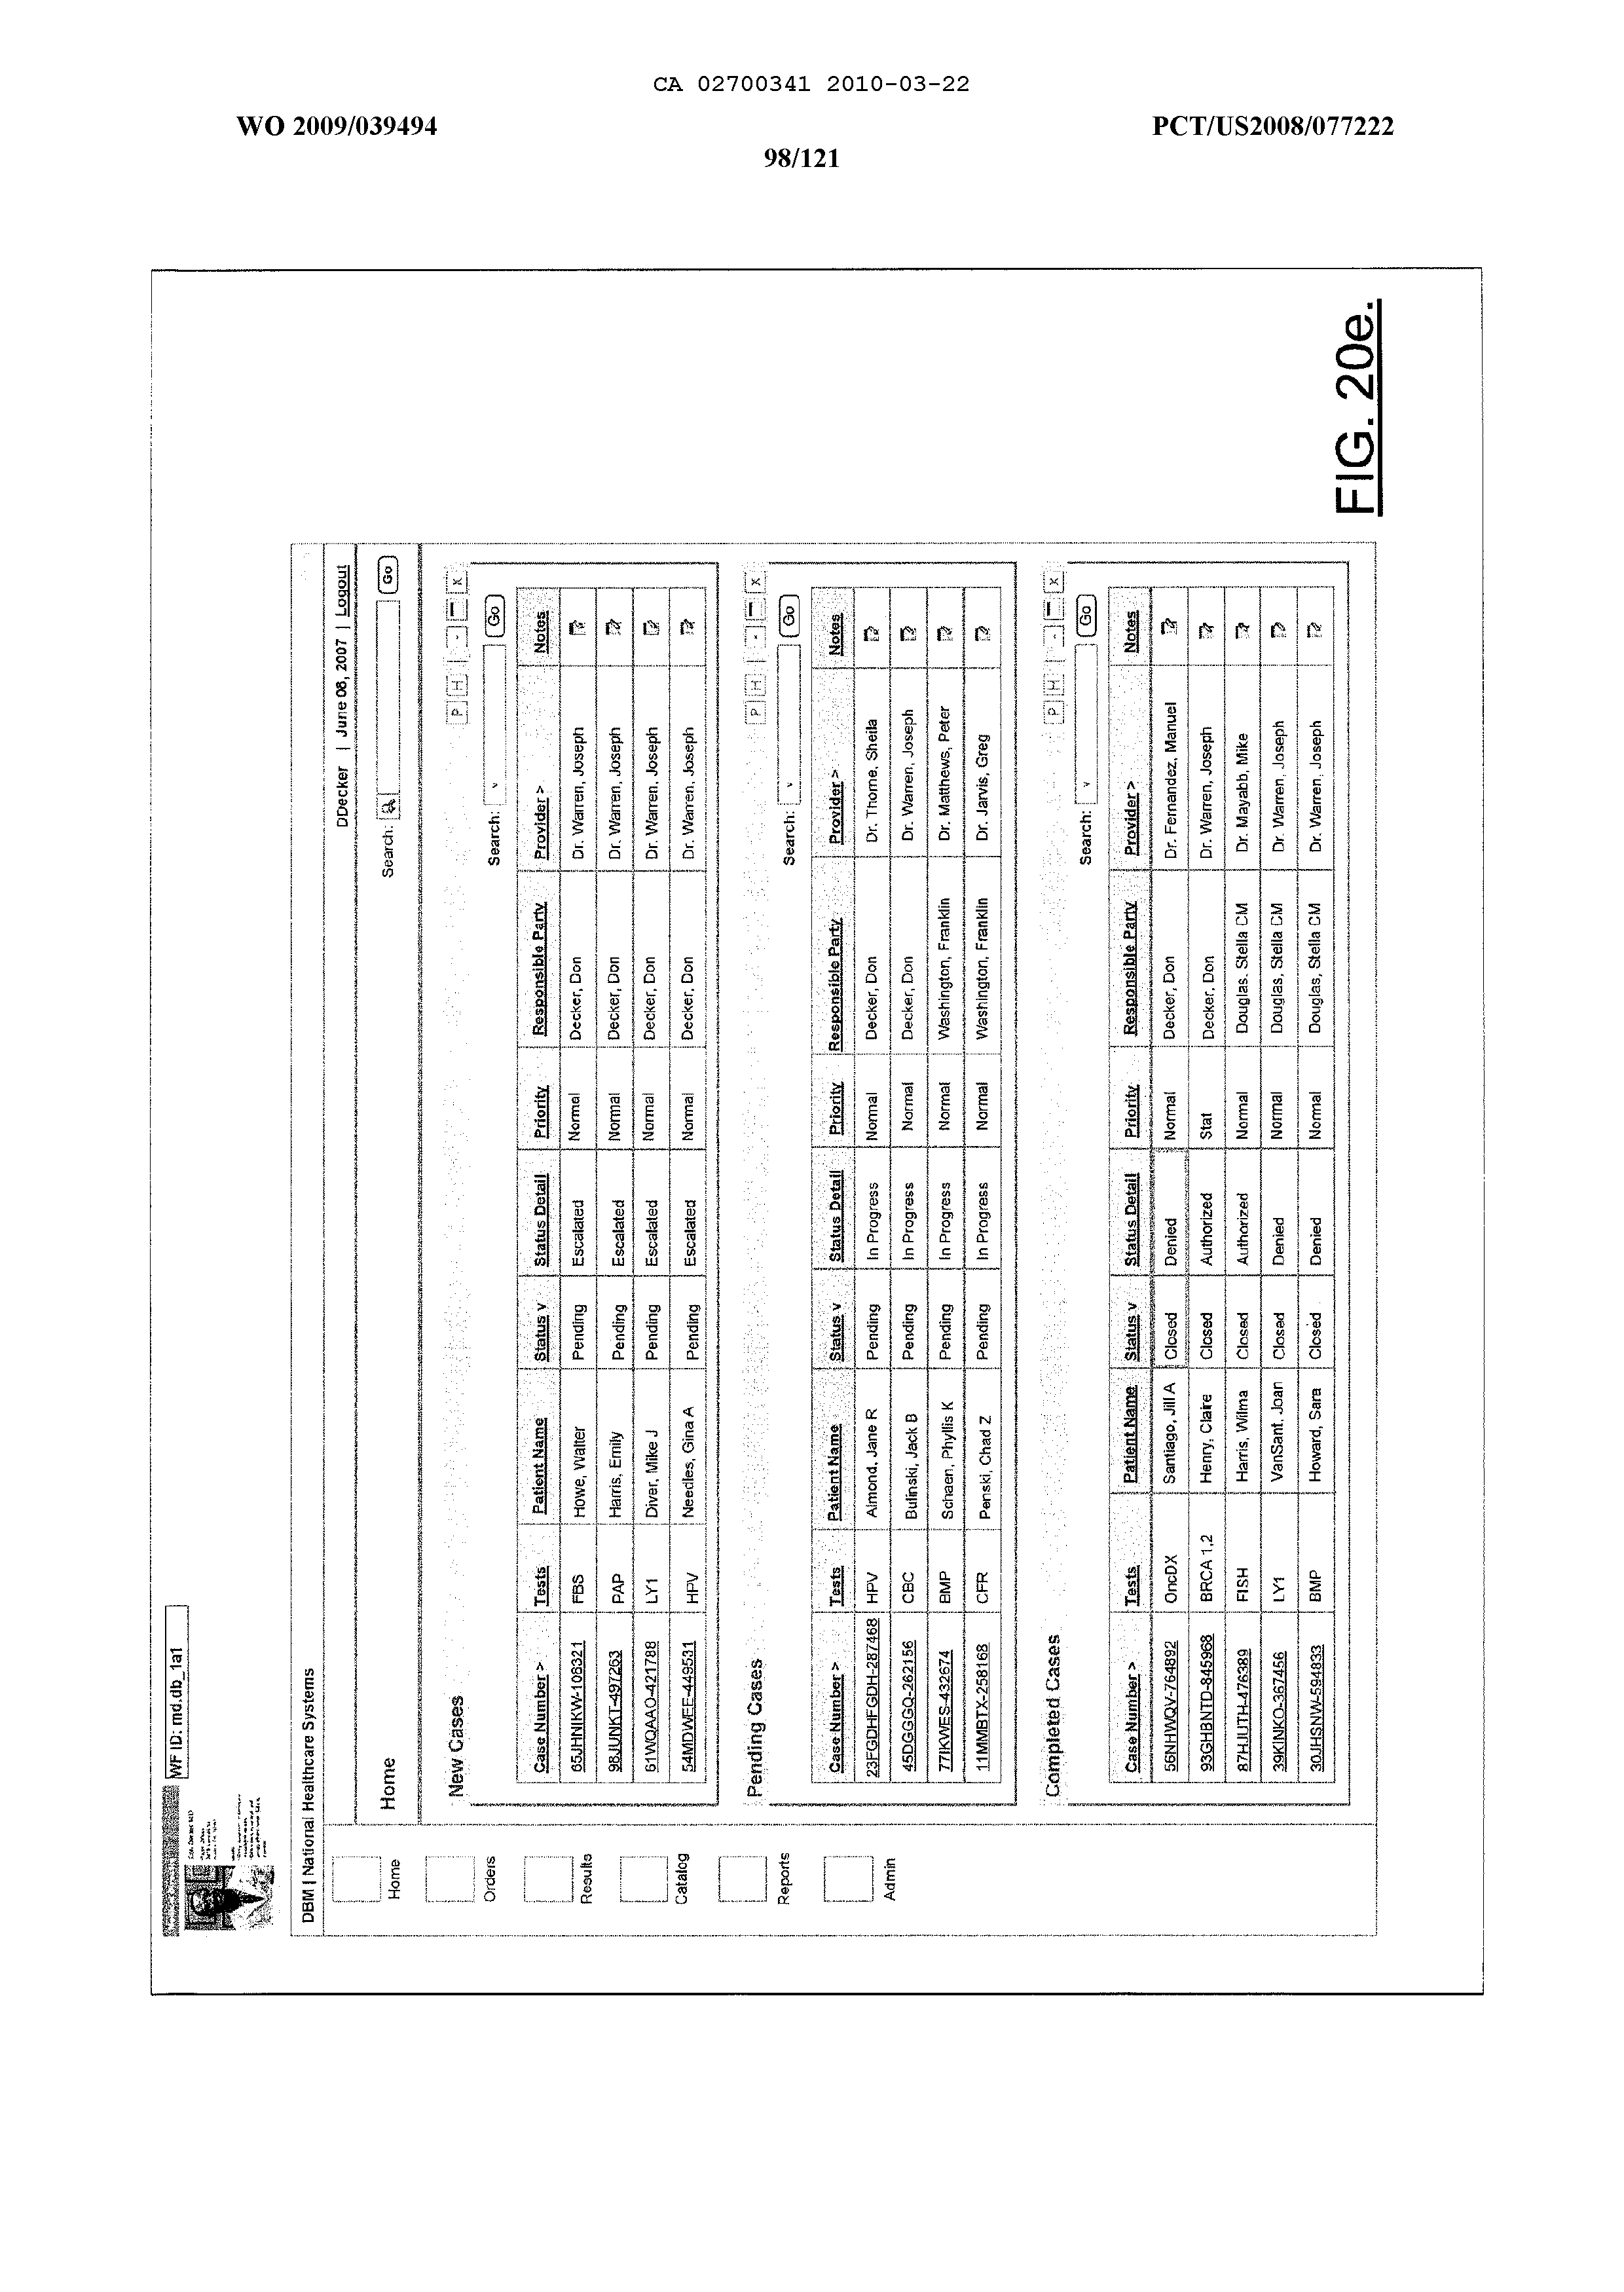 CA 02700341 2010-03-22
WO 2009/039494 PCT/US2008/077222
98/121
WF ID: md.db_1a1
DBM | National Healthcare Systems
DDecker | June 08, 2007 | Logout
Home Search: Go
Home
Orders
Results
Catalog
Reports
Admin
New Cases P H - X
Search: v Go
Case Number > Tests Patient Name Status v Status Detail Priority Responsible Party Provider > Notes
65JHNIKW-108321 FBS Howe, Walter Pending Escalated Normal Decker, Don Dr. Warren, Joseph
98JUNKT-497263 PAP Harris, Emily Pending Escalated Normal Decker, Don Dr. Warren, Joseph
61WQAAO-421788 LY1 Diver, Mike J Pending Escalated Normal Decker, Don Dr. Warren, Joseph
54MDWEE-449531 HPV Needles, Gina A Pending Escalated Normal Decker, Don Dr. Warren, Joseph
Pending Cases P H - X
Search: v Go
Case Number > Tests Patient Name Status v Status Detail Priority Responsible Party Provider > Notes
23FGDHFGDH-287468 HPV Almond, Jane R Pending In Progress Normal Decker, Don Dr. Thome, Sheila
45DGGGQ-262156 CBC Bulinski, Jack B Pending In Progress Normal Decker, Don Dr. Warren, Joseph
77IKWES-432674 BMP Schaen, Phyllis K Pending In Progress Normal Washington, Franklin Dr. Matthews, Peter
11MMBTX-258168 CFR Penski, Chad Z Pending In Progress Normal Washington, Franklin Dr. Jarvis, Greg
Completed Cases P H - X
Search: v Go
Case Number > Tests Patient Name Status v Status Detail Priority Responsible Party Provider > Notes
56NHWQV-764892 OncDX Santiago, Jill A Closed Denied Normal Decker, Don Dr. Fernandez, Manuel
93GHBNTD-845968 BRCA 1,2 Henry, Claire Closed Authorized Stat Decker, Don Dr. Warren, Joseph
87HJUTH-476389 FISH Harris, Wilma Closed Authorized Normal Douglas, Stella CM Dr. Mayabb, Mike
39KINKO-367456 LY1 VanSant, Joan Closed Denied Normal Douglas, Stella CM Dr. Warren, Joseph
30JHSNW-594833 BMP Howard, Sara Closed Denied Normal Douglas, Stella CM Dr. Warren, Joseph
FIG. 20e.